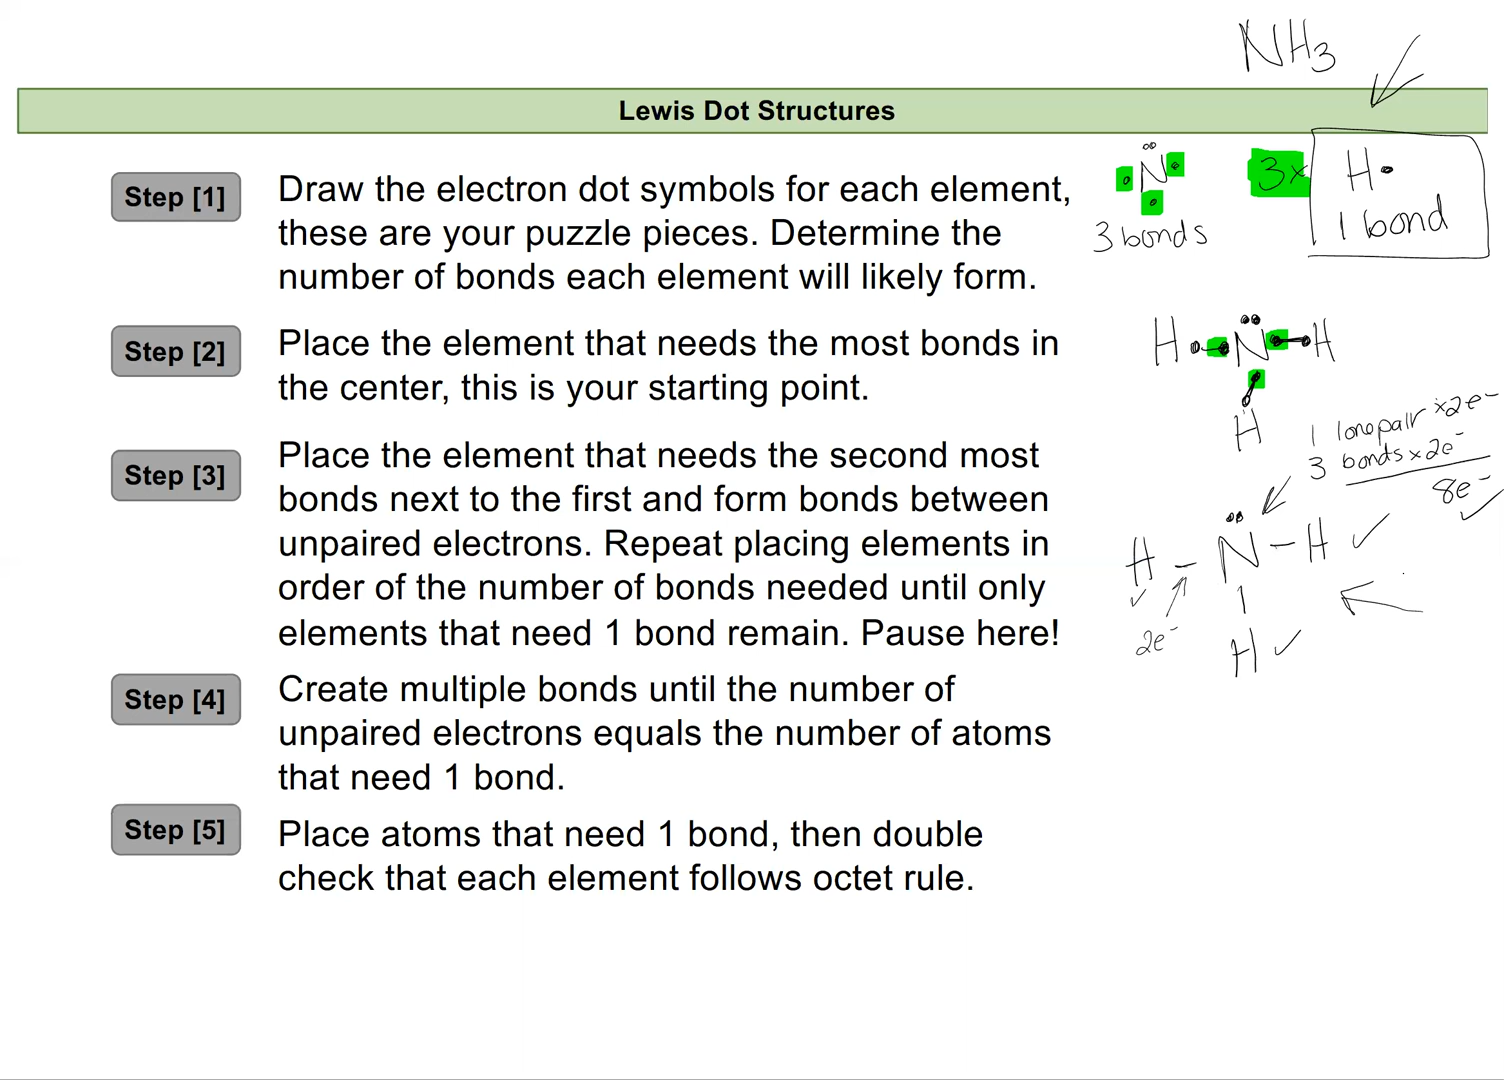 NH3
Lewis Dot Structures
Step [1]
Draw the electron dot symbols for each element,
these are your puzzle pieces. Determine the
number of bonds each element will likely form.
N
3 bonds
3x
H
1 bond
Step [2]
Place the element that needs the most bonds in
the center, this is your starting point.
H N H
H
Step [3]
Place the element that needs the second most
bonds next to the first and form bonds between
unpaired electrons. Repeat placing elements in
order of the number of bonds needed until only
elements that need 1 bond remain. Pause here!
1 lone pair x2e-
3 bonds x2e-
8e-
H - N - H
2e-
H
Step [4]
Create multiple bonds until the number of
unpaired electrons equals the number of atoms
that need 1 bond.
Step [5]
Place atoms that need 1 bond, then double
check that each element follows octet rule.